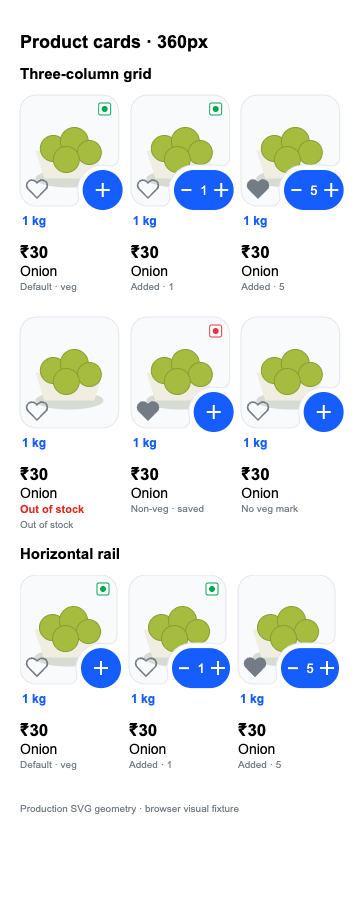 Product cards · 360px
Three-column grid
− 1 +
− 5 +
1 kg
1 kg
1 kg
₹30
₹30
₹30
Onion
Onion
Onion
Default · veg
Added · 1
Added · 5
1 kg
1 kg
1 kg
₹30
₹30
₹30
Onion
Onion
Onion
Out of stock
Non-veg · saved
No veg mark
Out of stock
Horizontal rail
− 1 +
− 5 +
1 kg
1 kg
1 kg
₹30
₹30
₹30
Onion
Onion
Onion
Default · veg
Added · 1
Added · 5
Production SVG geometry · browser visual fixture